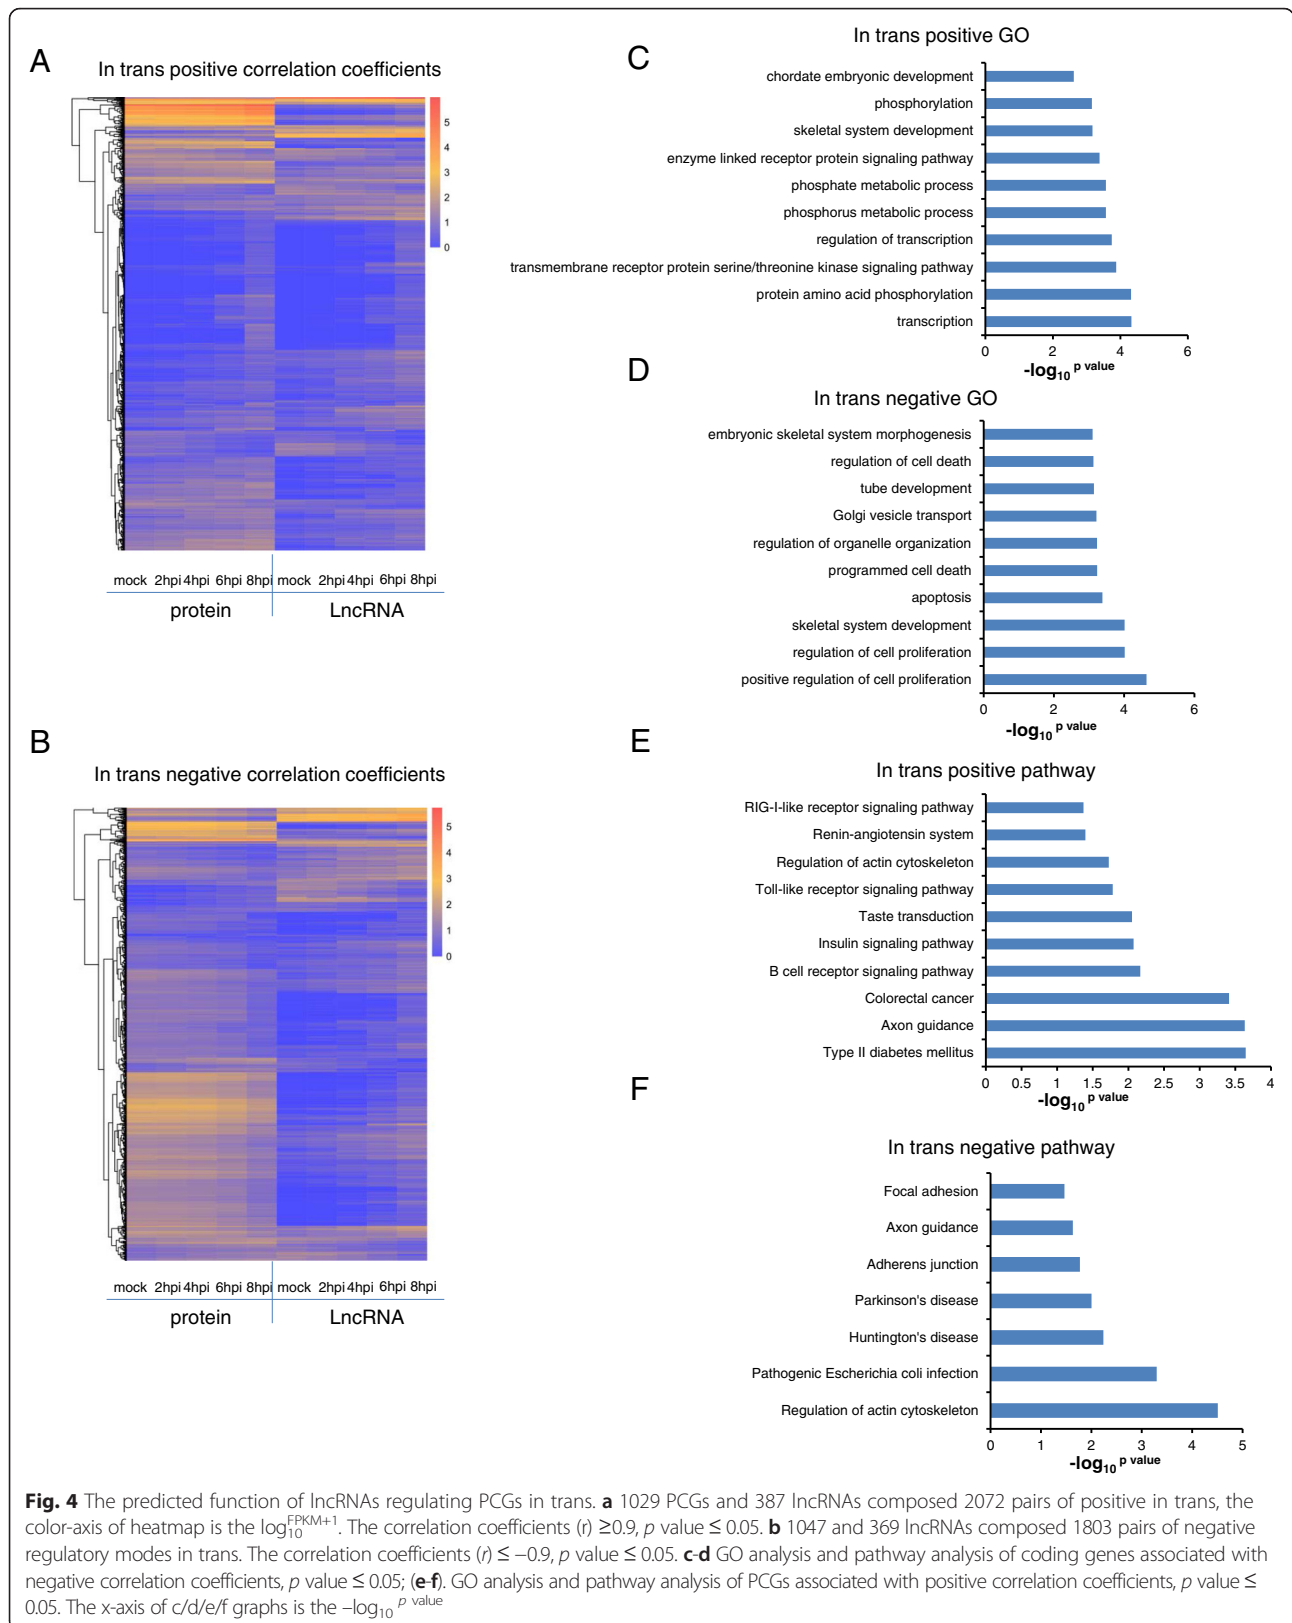 A
In trans positive correlation coefficients
5
4
3
2
1
0
mock 2hpi 4hpi 6hpi 8hpi mock 2hpi 4hpi 6hpi 8hpi
protein LncRNA
B
In trans negative correlation coefficients
5
4
3
2
1
0
mock 2hpi 4hpi 6hpi 8hpi mock 2hpi 4hpi 6hpi 8hpi
protein LncRNA
C
In trans positive GO
chordate embryonic development
phosphorylation
skeletal system development
enzyme linked receptor protein signaling pathway
phosphate metabolic process
phosphorus metabolic process
regulation of transcription
transmembrane receptor protein serine/threonine kinase signaling pathway
protein amino acid phosphorylation
transcription
0 2 4 6
-log10 p value
D
In trans negative GO
embryonic skeletal system morphogenesis
regulation of cell death
tube development
Golgi vesicle transport
regulation of organelle organization
programmed cell death
apoptosis
skeletal system development
regulation of cell proliferation
positive regulation of cell proliferation
0 2 4 6
-log10 p value
E
In trans positive pathway
RIG-I-like receptor signaling pathway
Renin-angiotensin system
Regulation of actin cytoskeleton
Toll-like receptor signaling pathway
Taste transduction
Insulin signaling pathway
B cell receptor signaling pathway
Colorectal cancer
Axon guidance
Type II diabetes mellitus
0 0.5 1 1.5 2 2.5 3 3.5 4
-log10 p value
F
In trans negative pathway
Focal adhesion
Axon guidance
Adherens junction
Parkinson's disease
Huntington's disease
Pathogenic Escherichia coli infection
Regulation of actin cytoskeleton
0 1 2 3 4 5
-log10 p value
Fig. 4 The predicted function of lncRNAs regulating PCGs in trans. a 1029 PCGs and 387 lncRNAs composed 2072 pairs of positive in trans, the
color-axis of heatmap is the log10 FPKM+1. The correlation coefficients (r) ≥0.9, p value ≤ 0.05. b 1047 and 369 lncRNAs composed 1803 pairs of negative
regulatory modes in trans. The correlation coefficients (r) ≤ −0.9, p value ≤ 0.05. c-d GO analysis and pathway analysis of coding genes associated with
negative correlation coefficients, p value ≤ 0.05; (e-f). GO analysis and pathway analysis of PCGs associated with positive correlation coefficients, p value ≤
0.05. The x-axis of c/d/e/f graphs is the –log10 p value